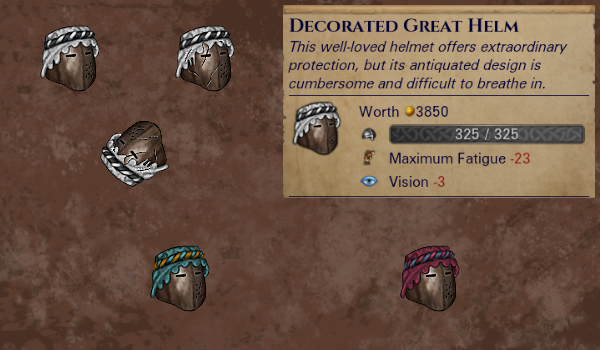 Decorated Great Helm
This well-loved helmet offers extraordinary
protection, but its antiquated design is
cumbersome and difficult to breathe in.
Worth 3850
325 / 325
Maximum Fatigue -23
Vision -3